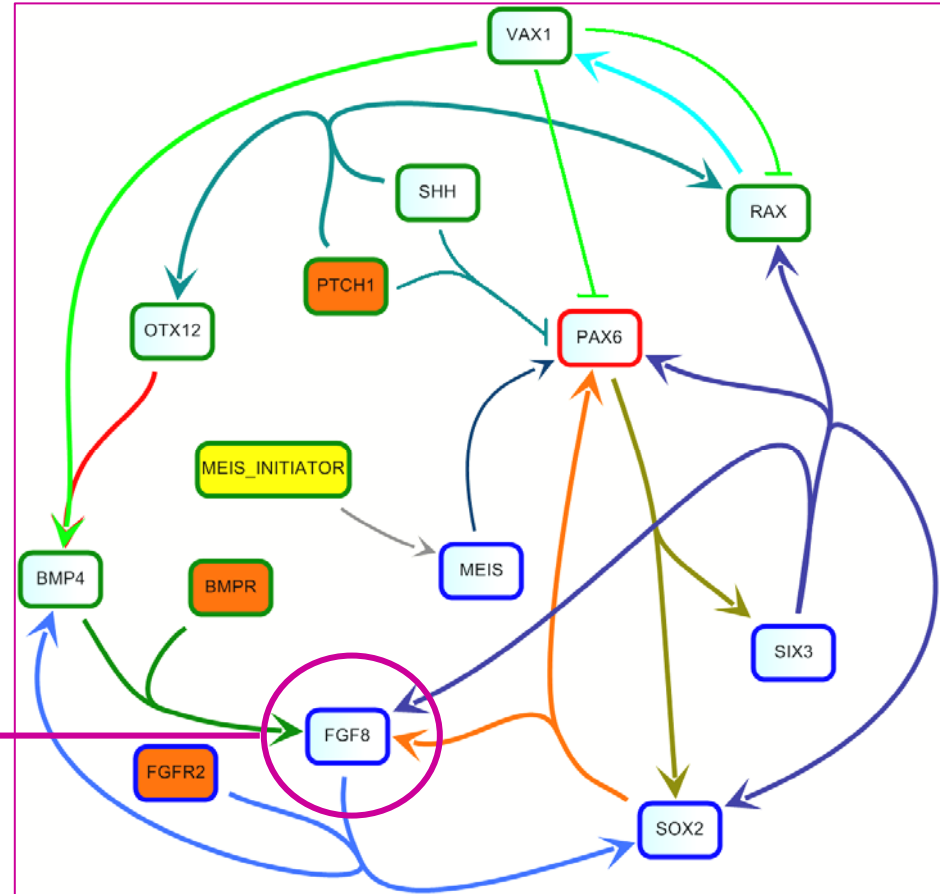 VAX1
SHH
RAX
PTCH1
OTX12
PAX6
MEIS_INITIATOR
MEIS
BMP4
BMPR
SIX3
FGF8
FGFR2
SOX2